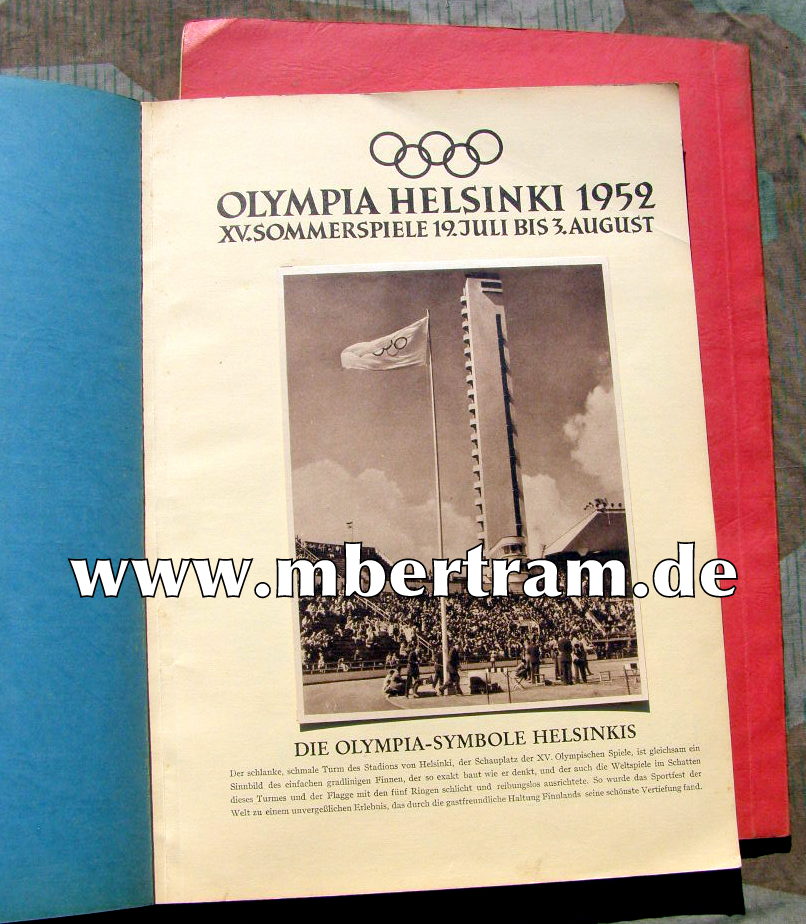 OLYMPIA HELSINKI 1952
XV. SOMMERSPIELE 19. JULI BIS 3. AUGUST
www.mbertram.de
DIE OLYMPIA-SYMBOLE HELSINKIS
Der schlanke, schmale Turm des Stadions von Helsinki, der Schauplatz der XV. Olympischen Spiele, ist gleichsam ein
Sinnbild des einfachen gradlinigen Finnen, der so exakt baut wie er denkt, und der auch die Weltspiele im Schatten
dieses Turmes und der Flagge mit den fünf Ringen schlicht und reibungslos ausrichtete. So wurde das Sportfest der
Welt zu einem unvergeßlichen Erlebnis, das durch die gastfreundliche Haltung Finnlands seine schönste Vertiefung fand.